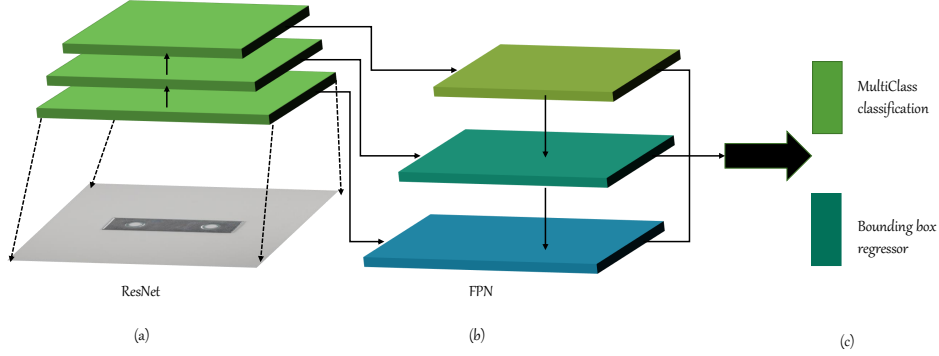 MultiClass
classification
Bounding box
regressor
ResNet
FPN
(a)
(b)
(c)